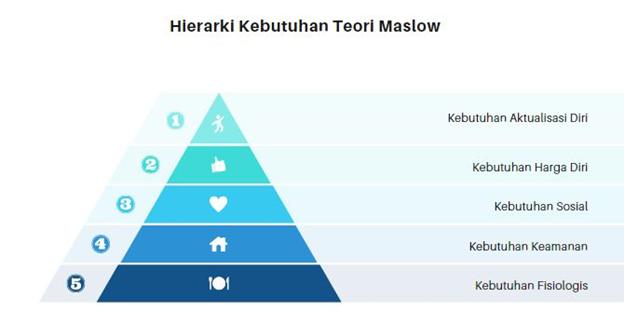 Hierarki Kebutuhan Teori Maslow
1 Kebutuhan Aktualisasi Diri
2 Kebutuhan Harga Diri
3 Kebutuhan Sosial
4 Kebutuhan Keamanan
5 Kebutuhan Fisiologis